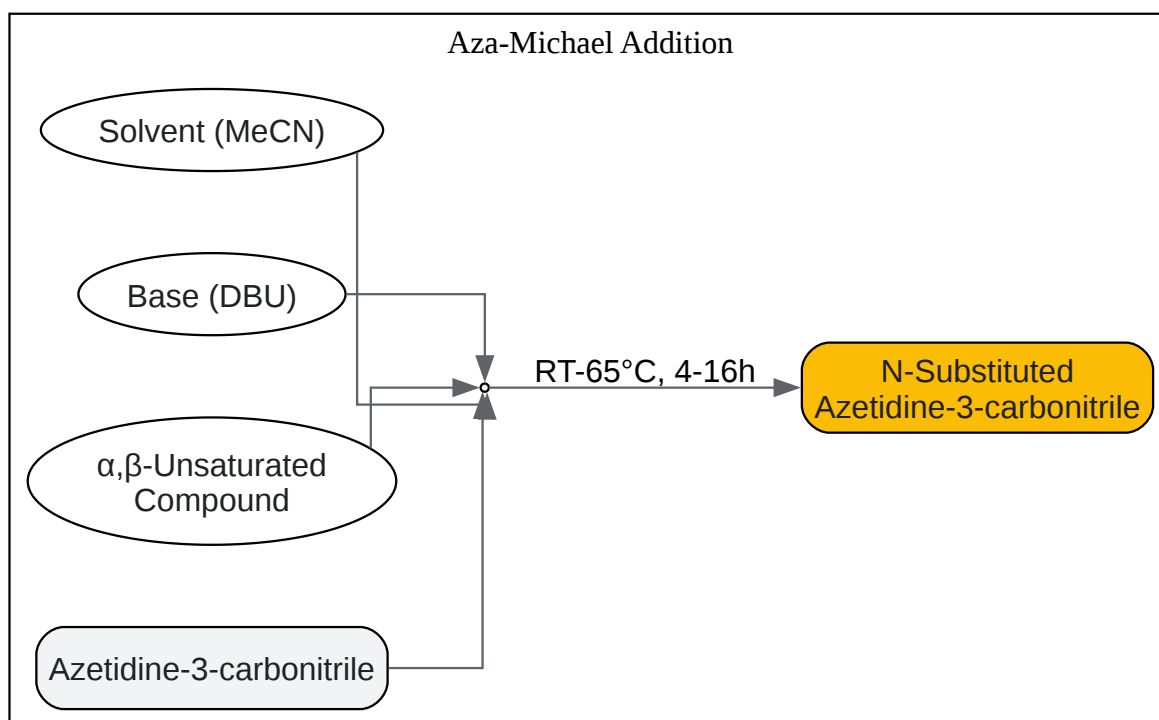 Aza-Michael Addition
Solvent (MeCN)
Base (DBU)
RT-65°C, 4-16h
N-Substituted
Azetidine-3-carbonitrile
α,β-Unsaturated
Compound
Azetidine-3-carbonitrile